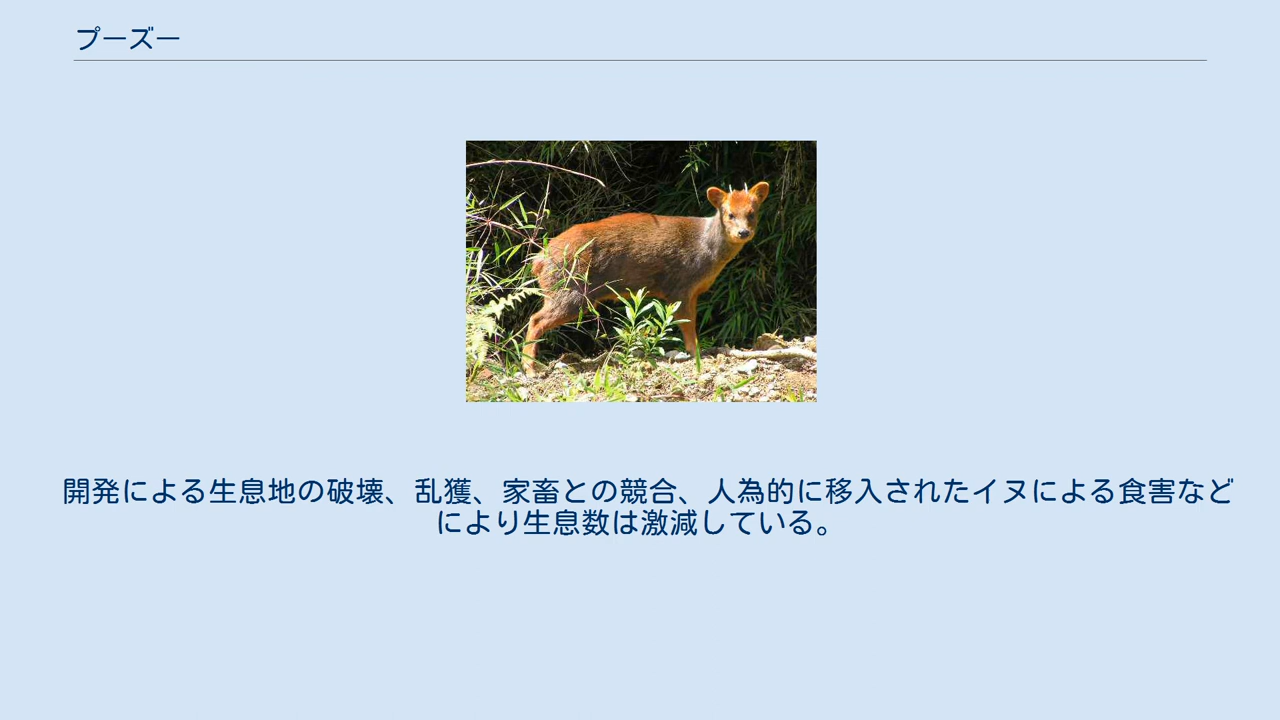 プーズー
開発による生息地の破壊、乱獲、家畜との競合、人為的に移入されたイヌによる食害など
により生息数は激減している。